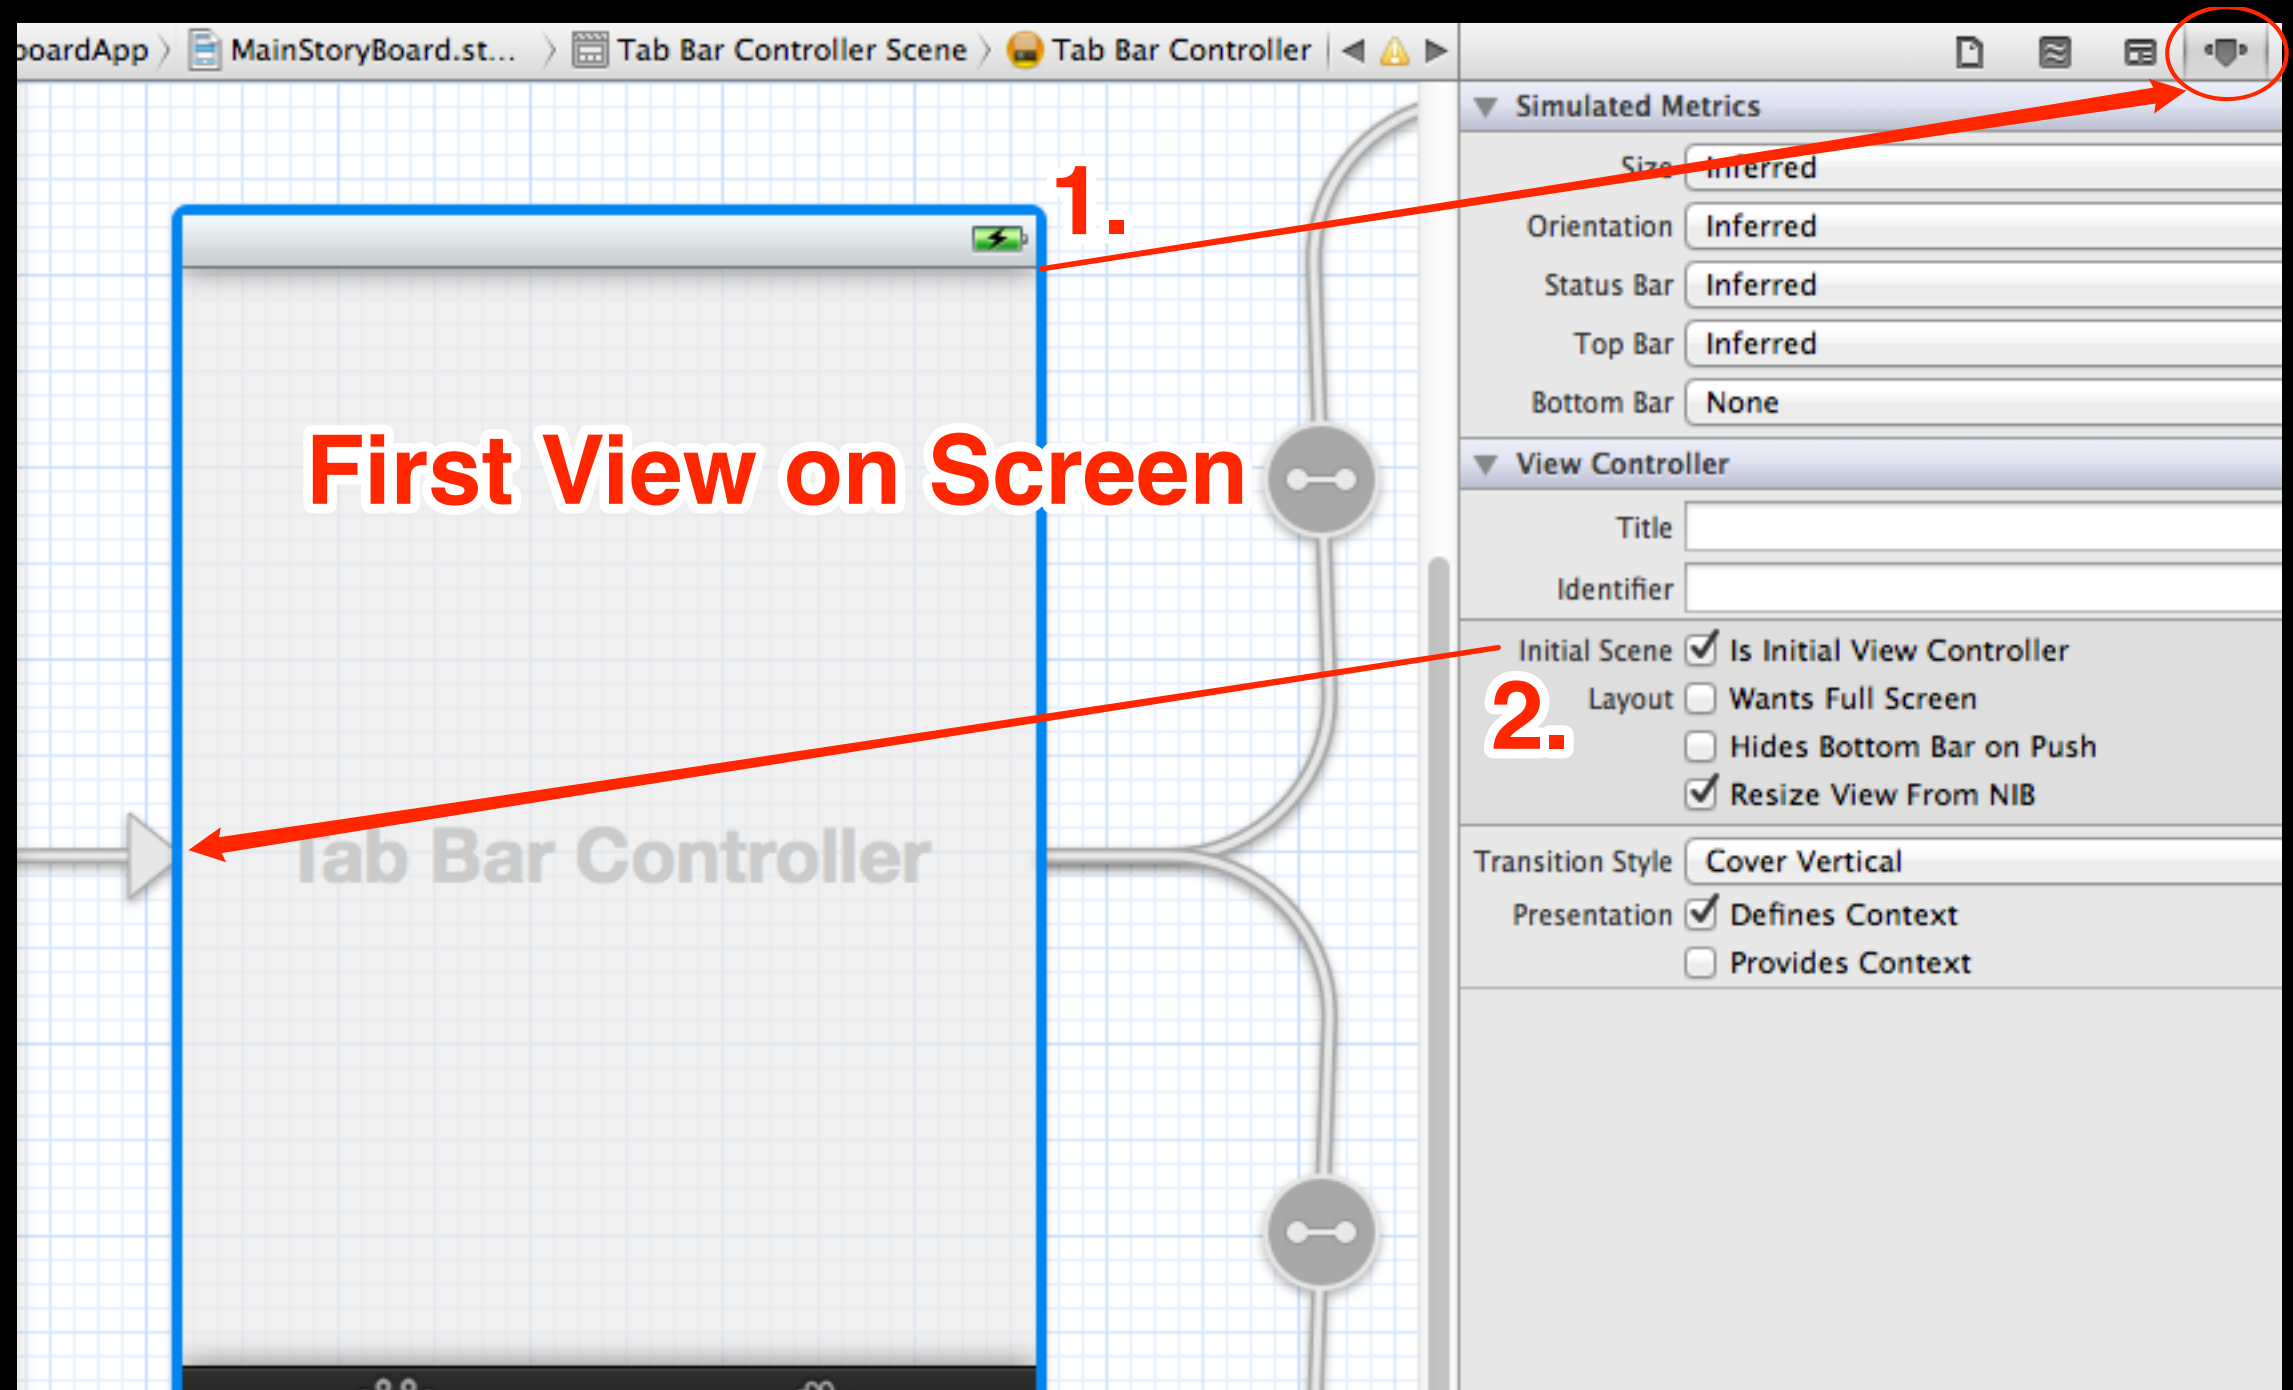 boardApp MainStoryBoard.st... Tab Bar Controller Scene Tab Bar Controller
Simulated Metrics
1.
Size Inferred
Orientation Inferred
Status Bar Inferred
Top Bar Inferred
Bottom Bar None
First View on Screen
View Controller
Title
Identifier
Initial Scene Is Initial View Controller
2.
Layout Wants Full Screen
Hides Bottom Bar on Push
Resize View From NIB
Tab Bar Controller
Transition Style Cover Vertical
Presentation Defines Context
Provides Context